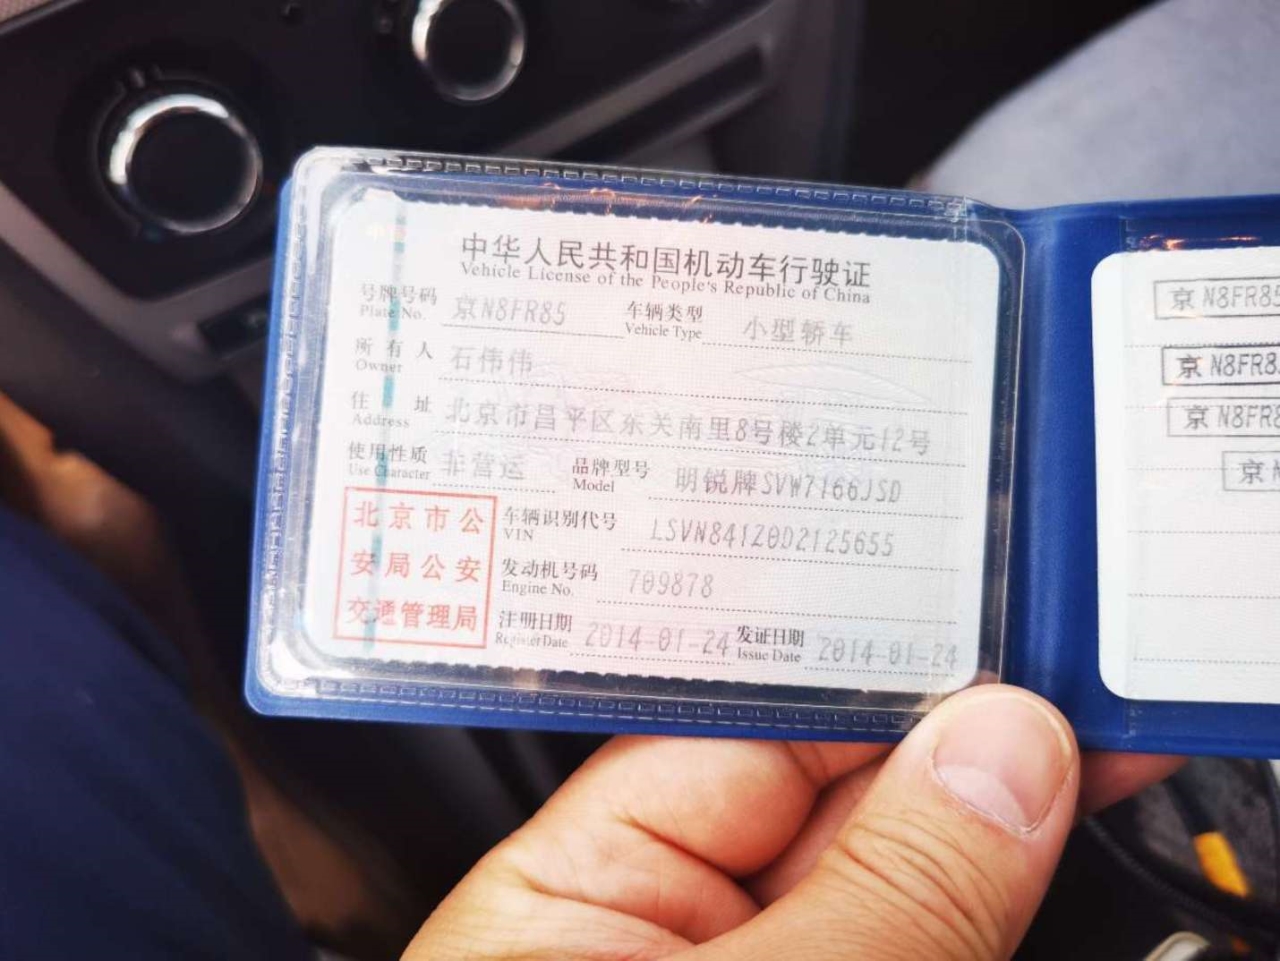 中华人民共和国机动车行驶证
Vehicle License of the People's Republic of China
号牌号码 京N8FR85 车辆类型 小型轿车
Plate No. Vehicle Type
所有人 石伟伟
Owner
住址 北京市昌平区东关南里8号楼2单元12号
Address
使用性质 非营运 品牌型号 明锐牌SVW7166JSD
Use Character Model
北京市公
安局公安
交通管理局
车辆识别代号 LSVN841Z0D2125655
VIN
发动机号码 709878
Engine No.
注册日期 2014-01-24 发证日期 2014-01-24
Register Date Issue Date
京N8FR85
京N8FR8
京N8FR8
京N